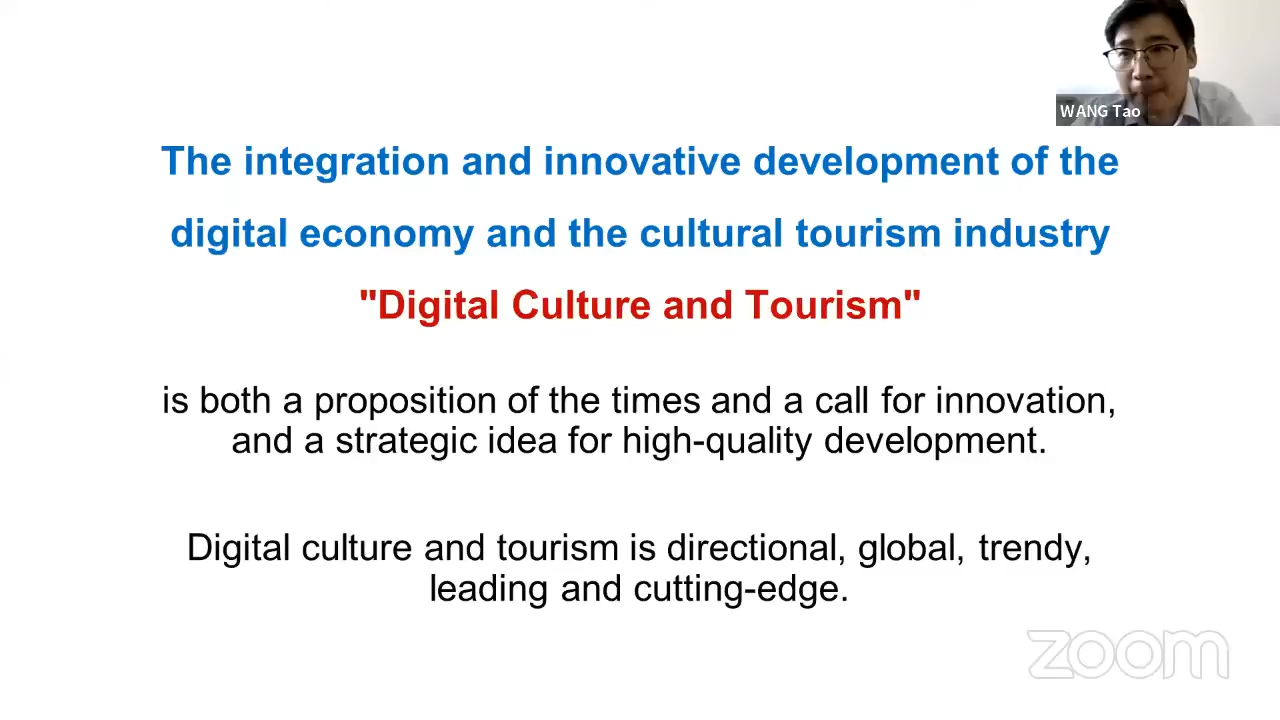 WANG Tao
The integration and innovative development of the
digital economy and the cultural tourism industry
"Digital Culture and Tourism"
is both a proposition of the times and a call for innovation,
and a strategic idea for high-quality development.
Digital culture and tourism is directional, global, trendy,
leading and cutting-edge.
zoom